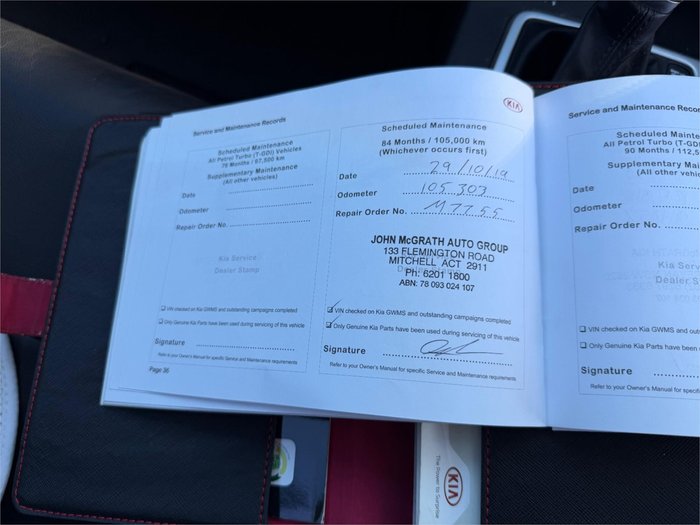 Service and Maintenance Records
Scheduled Maintenance
All Petrol Turbo (T-GDI) Vehicles
78 Months / 97,500 km
Supplementary Maintenance
(All other vehicles)
Date
Odometer
Repair Order No.
Kia Service
Dealer Stamp
VIN checked on Kia GWMS and outstanding campaigns completed
Only Genuine Kia Parts have been used during servicing of this vehicle
Signature
Refer to your Owner's Manual for specific Service and Maintenance requirements
Page 36
KIA
Scheduled Maintenance
84 Months / 105,000 km
(Whichever occurs first)
Date 29/10/19
Odometer 105 303
Repair Order No. M7755
JOHN McGRATH AUTO GROUP
133 FLEMINGTON ROAD
MITCHELL ACT 2911
Ph: 6201 1800
ABN: 78 093 024 107
VIN checked on Kia GWMS and outstanding campaigns completed
Only Genuine Kia Parts have been used during servicing of this vehicle
Signature
Refer to your Owner's Manual for specific Service and Maintenance requirements
Service and Maintenance Reco
Scheduled Mainte
All Petrol Turbo (T-GD
90 Months / 112,5
Supplementary Mai
(All other vehic
Date
Odometer
Repair Order No.
Kia Serv
Dealer S
VIN checked on Kia GWMS and outst
Only Genuine Kia Parts have been
Signature
Refer to your Owner's Manual for specific
KIA
The Power to Surprise